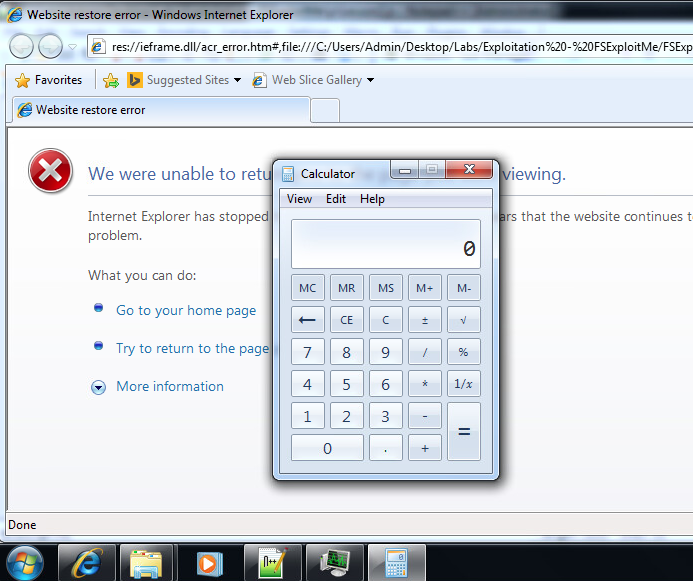 Website restore error - Windows Internet Explorer
res://ieframe.dll/acr_error.htm#,file:///C:/Users/Admin/Desktop/Labs/Exploitation%20-%20FSExploitMe/FSExp
Favorites Suggested Sites Web Slice Gallery
Website restore error
We were unable to retu viewing.
Internet Explorer has stopped ars that the website continues t
problem.
What you can do:
Go to your home page
Try to return to the page
More information
Calculator
View Edit Help
0
MC MR MS M+ M-
← CE C ± √
7 8 9 / %
4 5 6 * 1/x
1 2 3 - =
0 . +
Done